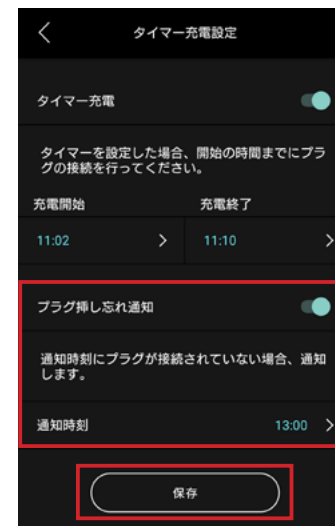 タイマー充電設定
タイマー充電
タイマーを設定した場合、開始の時間までにプラ
グの接続を行ってください。
充電開始 充電終了
11:02 11:10
プラグ挿し忘れ通知
通知時刻にプラグが接続されていない場合、通知
します。
通知時刻 13:00
保存